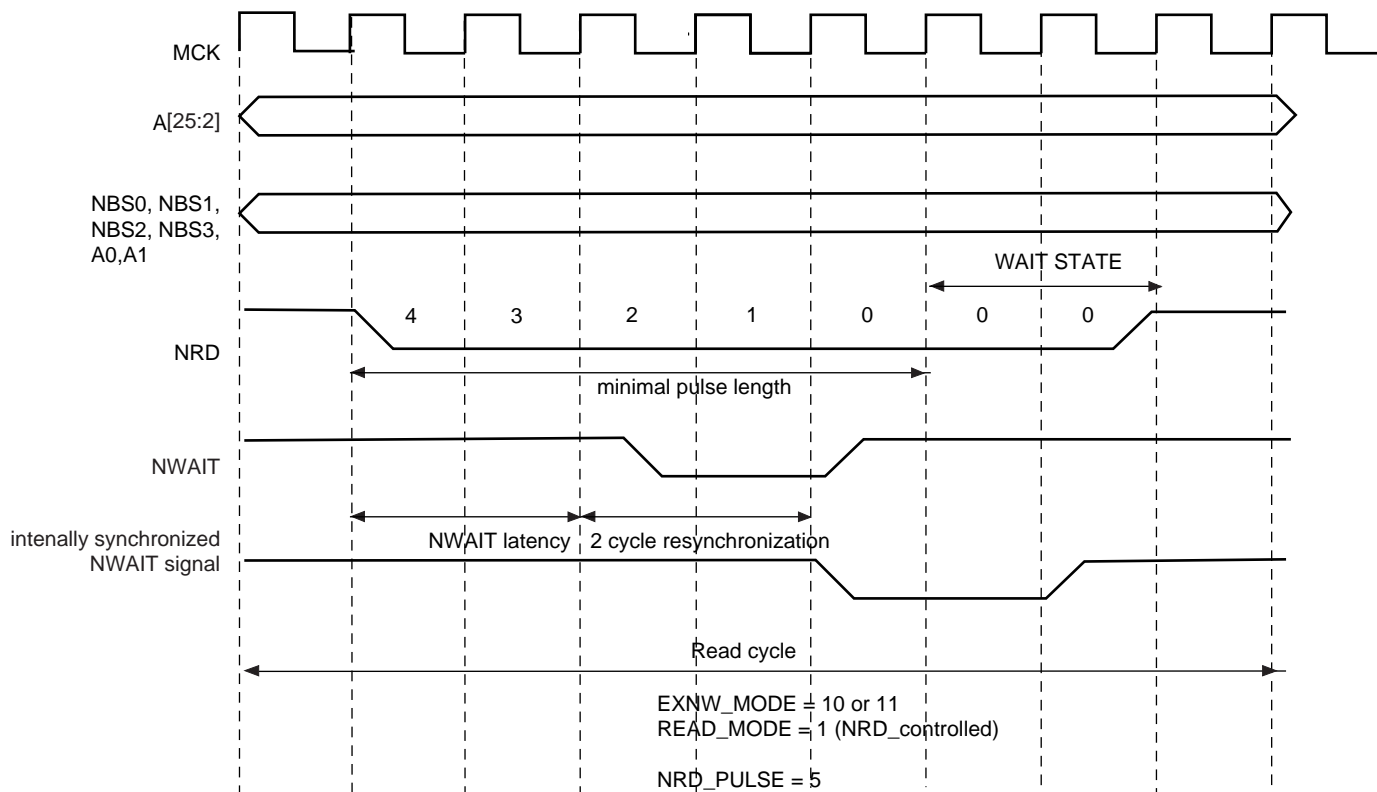 MCK
A[25:2]
NBS0, NBS1,
NBS2, NBS3,
A0,A1
WAIT STATE
4 3 2 1 0 0 0
NRD
minimal pulse length
NWAIT
intenally synchronized
NWAIT signal
NWAIT latency 2 cycle resynchronization
Read cycle
EXNW_MODE = 10 or 11
READ_MODE = 1 (NRD_controlled)
NRD_PULSE = 5